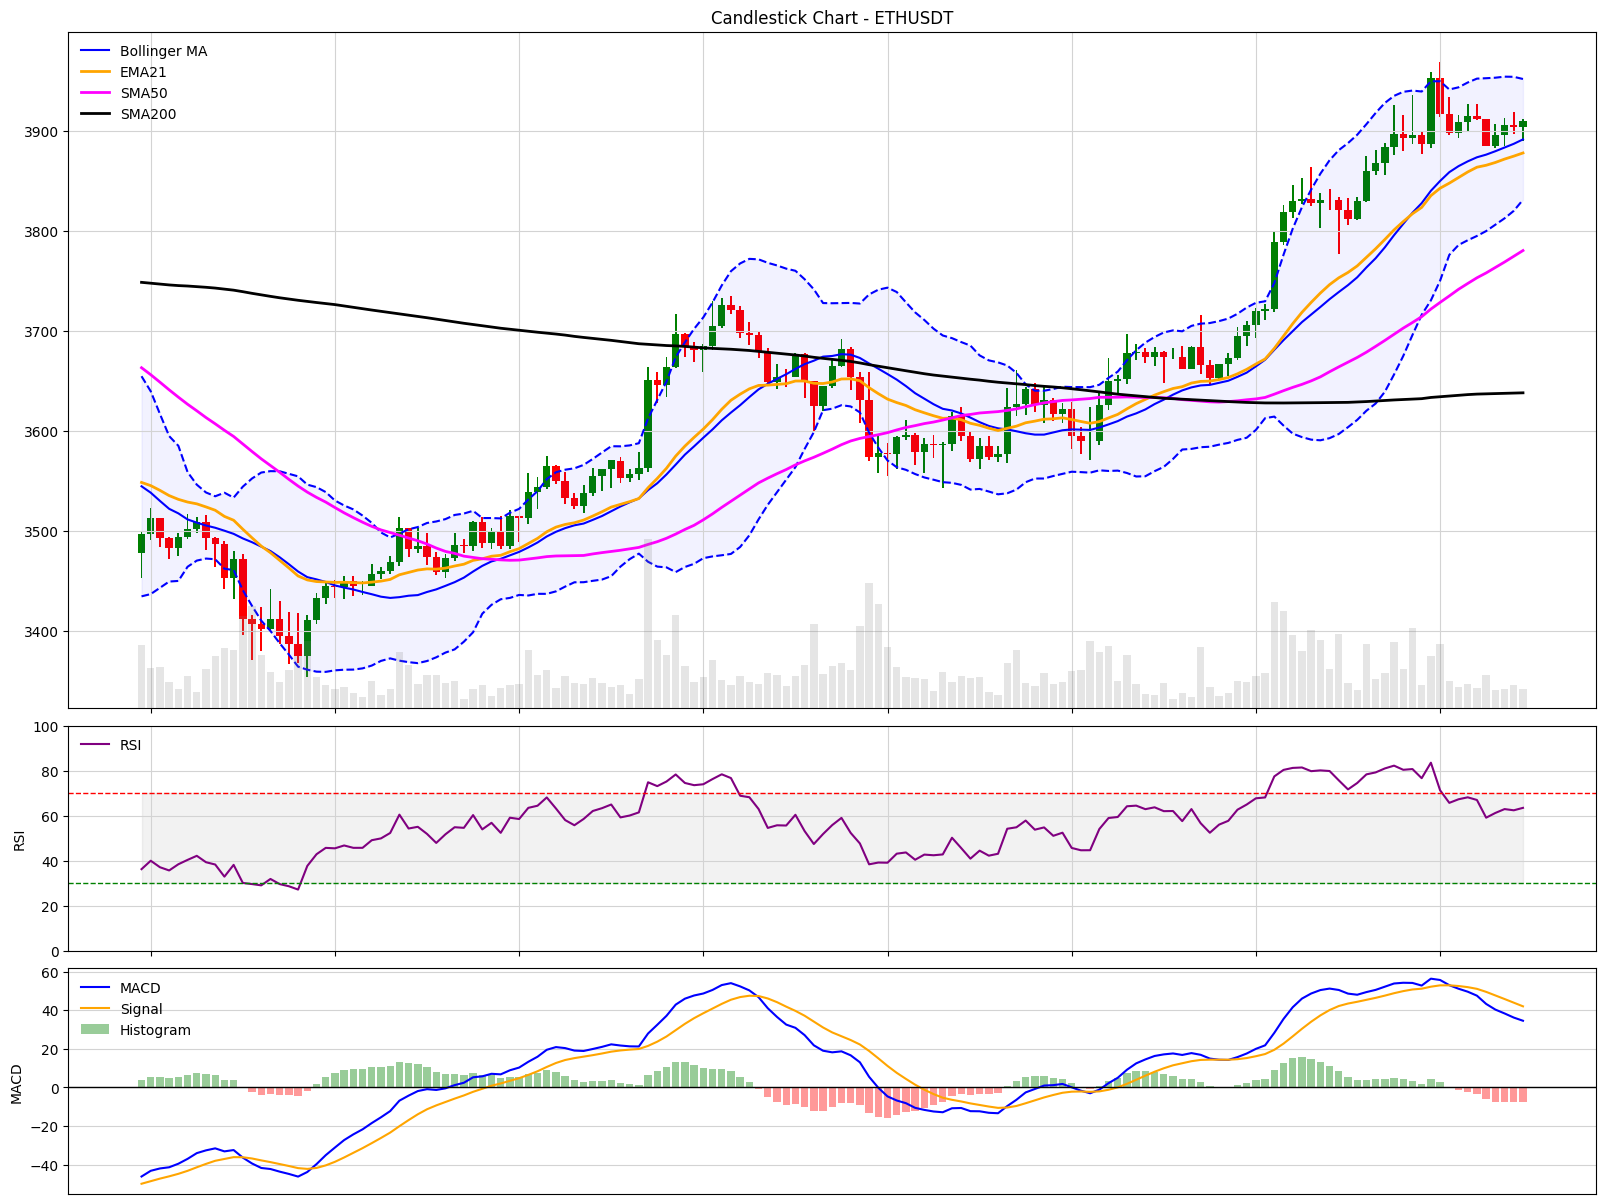 Candlestick Chart - ETHUSDT
Bollinger MA
EMA21
SMA50
SMA200
3900
3800
3700
3600
3500
3400
RSI
100
80
60
40
20
0
RSI
MACD
Signal
Histogram
60
40
20
0
−20
−40
MACD